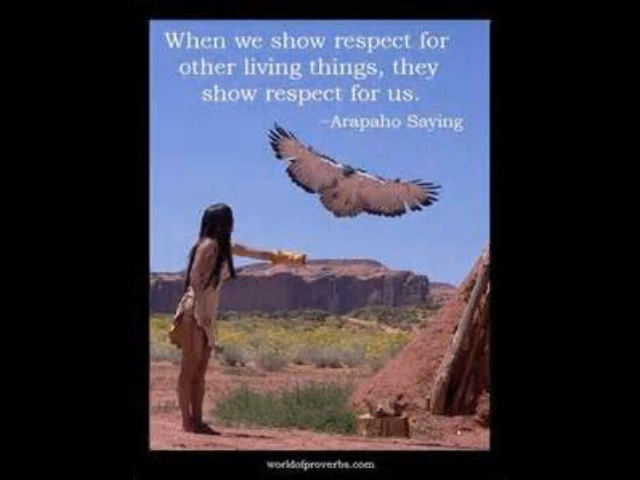 When we show respect for
other living things, they
show respect for us.
~Arapaho Saying
worldofproverbs.com